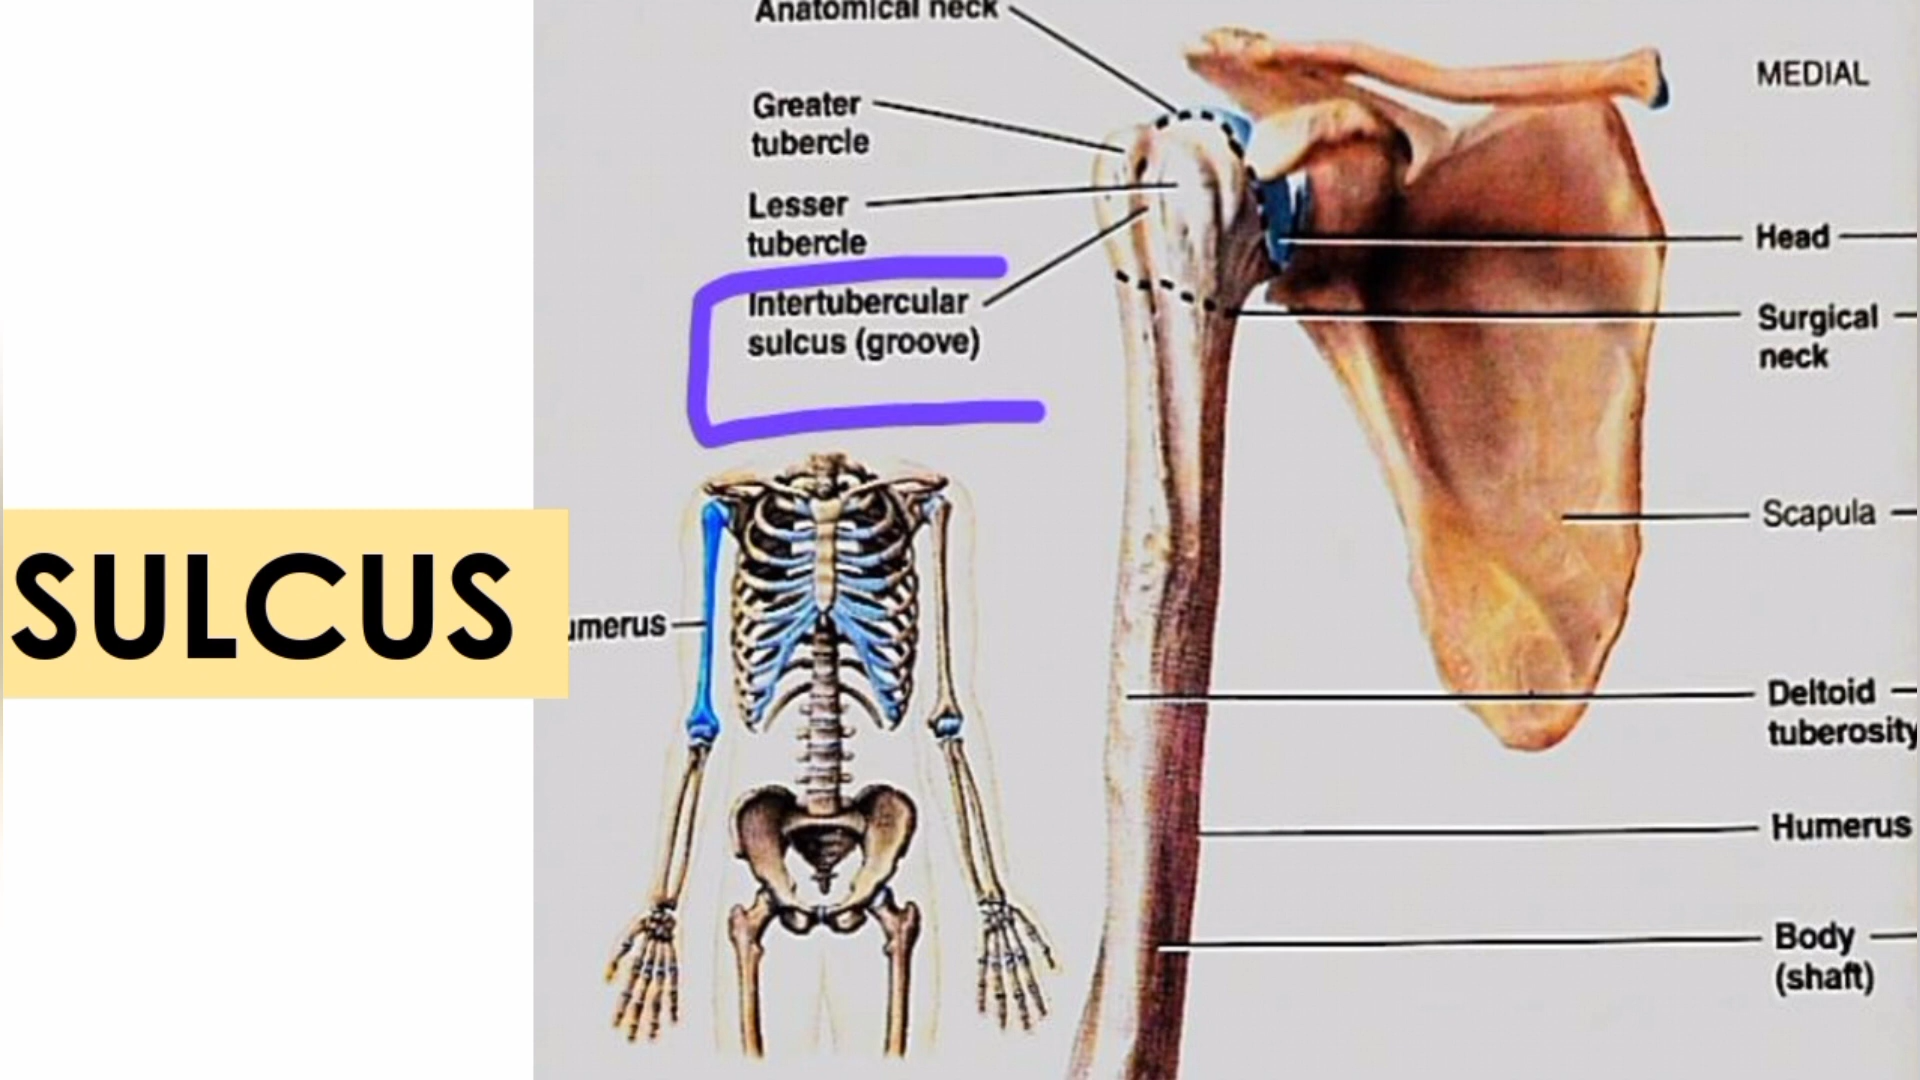 Anatomical neck
Greater
tubercle
Lesser
tubercle
Intertubercular
sulcus (groove)
SULCUS
umerus
MEDIAL
Head
Surgical
neck
Scapula
Deltoid
tuberosity
Humerus
Body
(shaft)